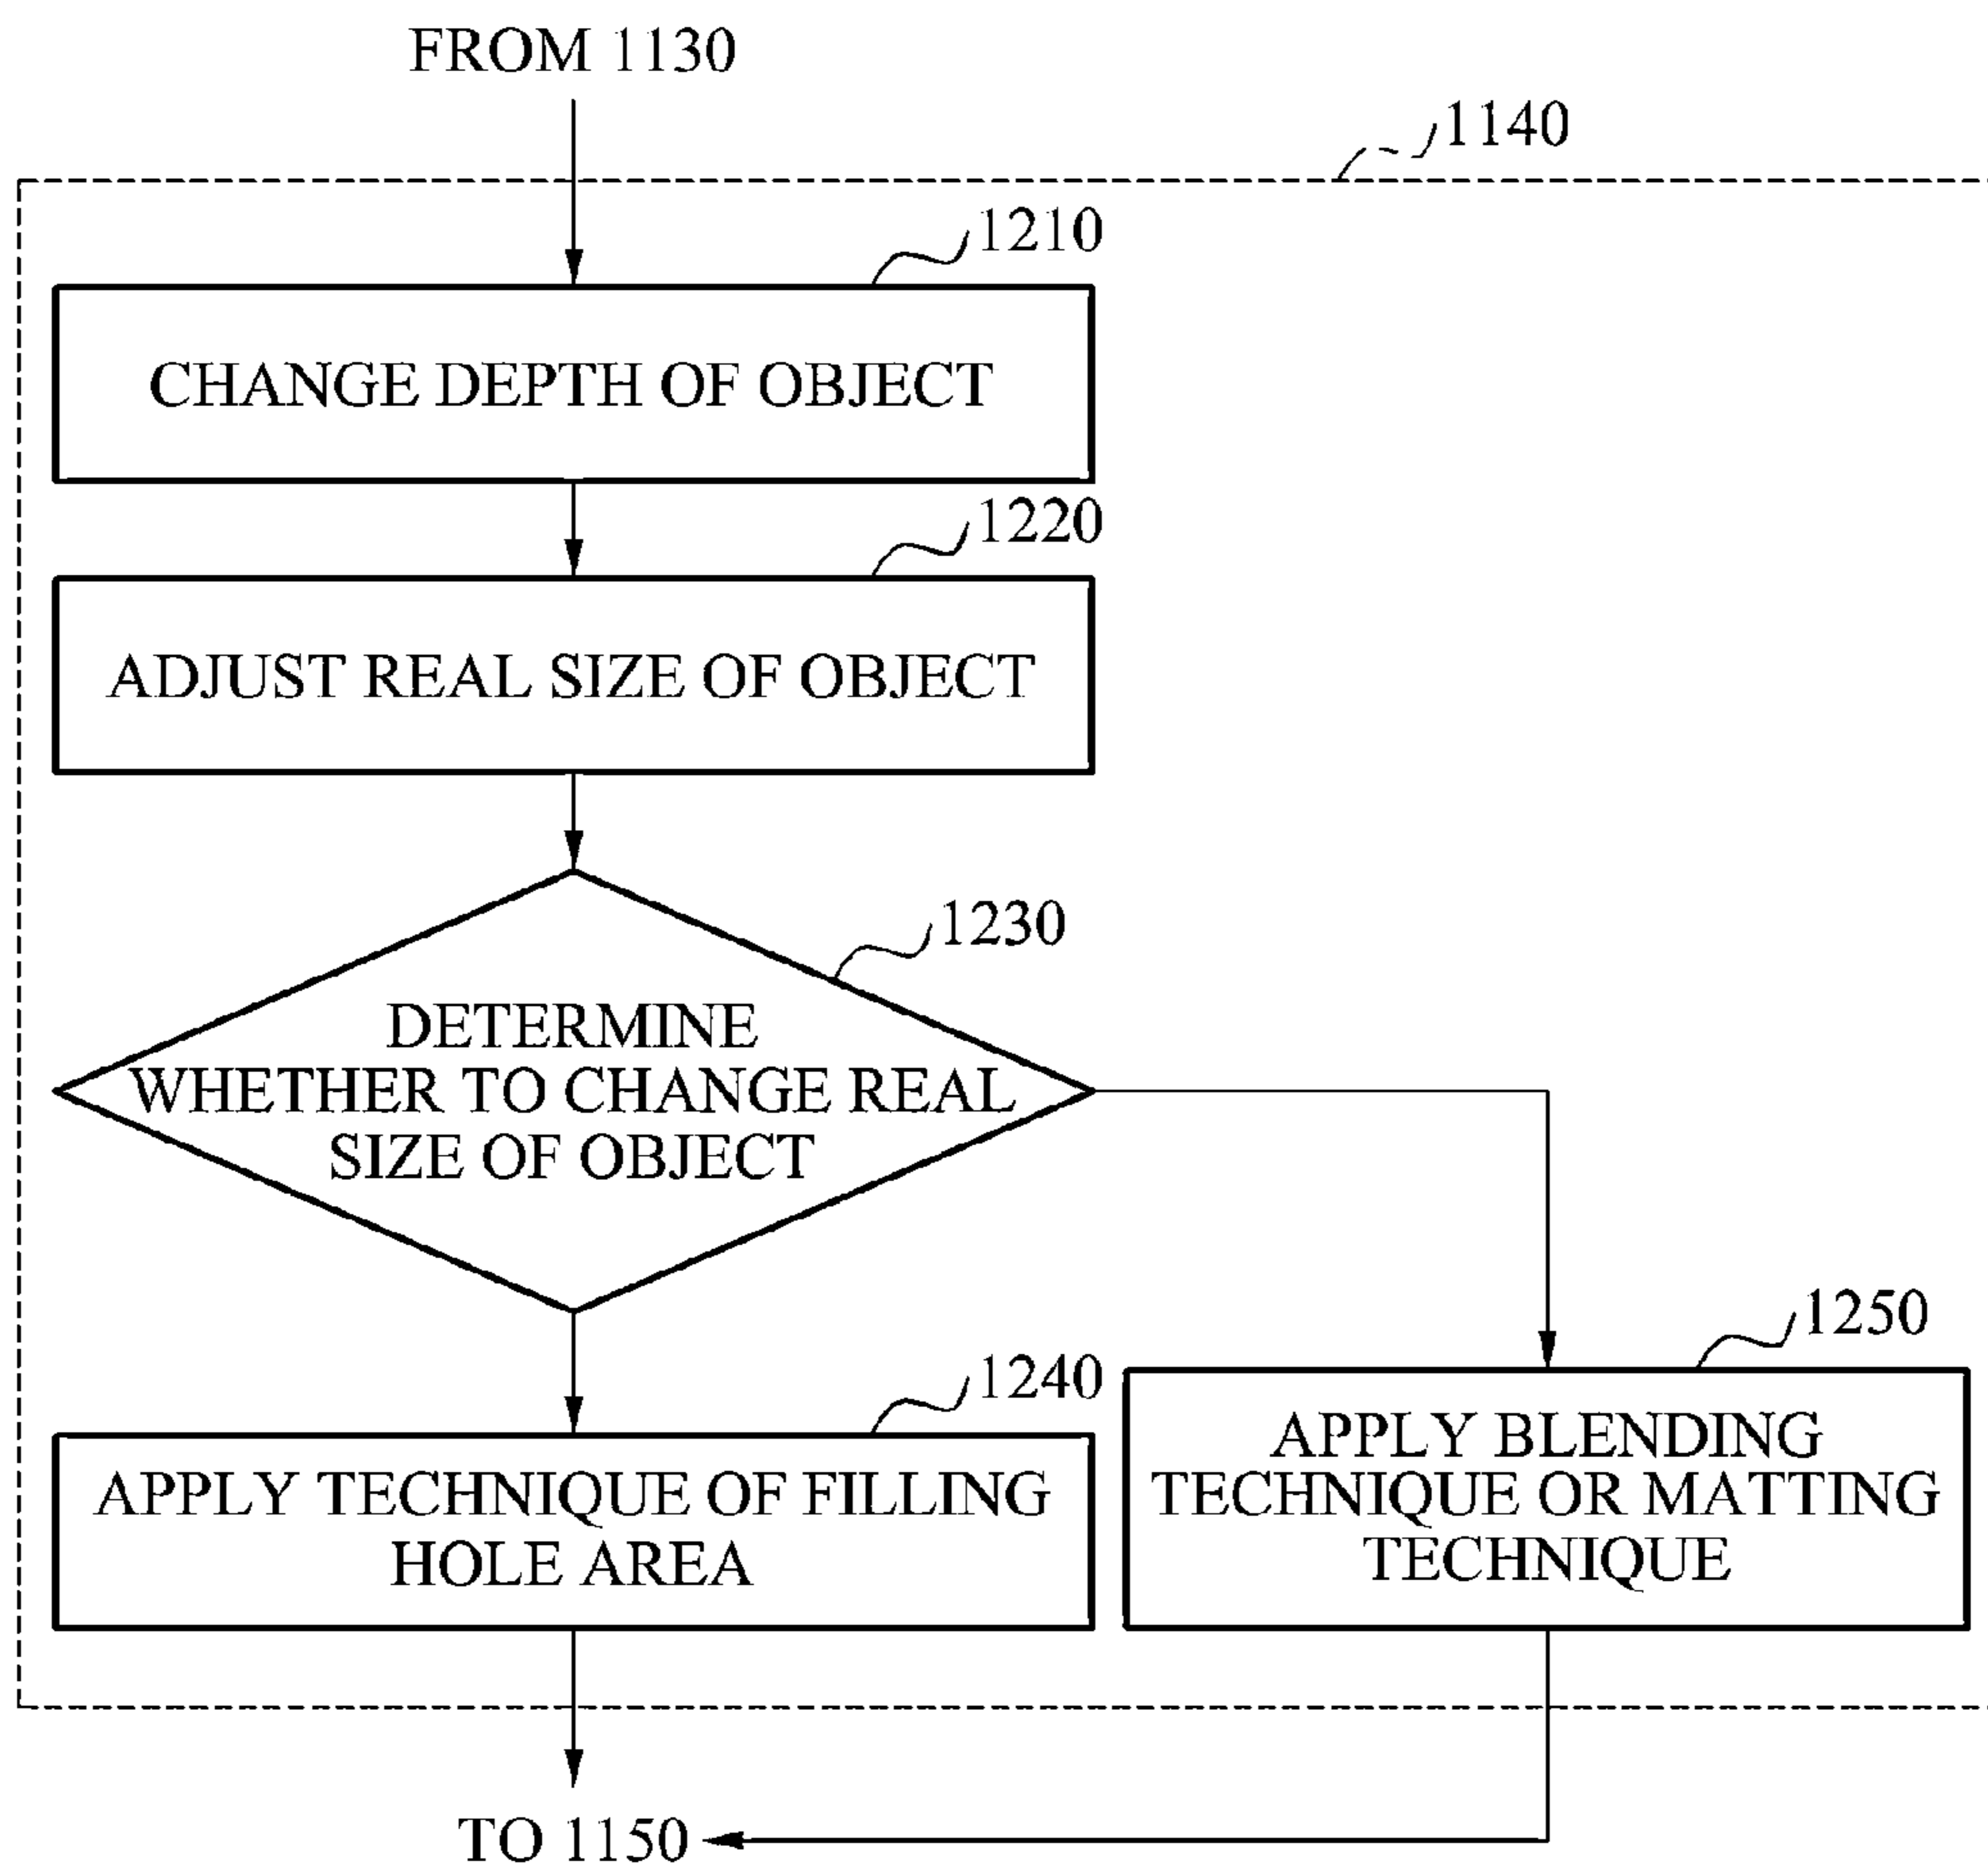 FROM 1130
1140
1210
CHANGE DEPTH OF OBJECT
1220
ADJUST REAL SIZE OF OBJECT
1230
DETERMINE
WHETHER TO CHANGE REAL
SIZE OF OBJECT
1240
APPLY TECHNIQUE OF FILLING
HOLE AREA
1250
APPLY BLENDING
TECHNIQUE OR MATTING
TECHNIQUE
TO 1150